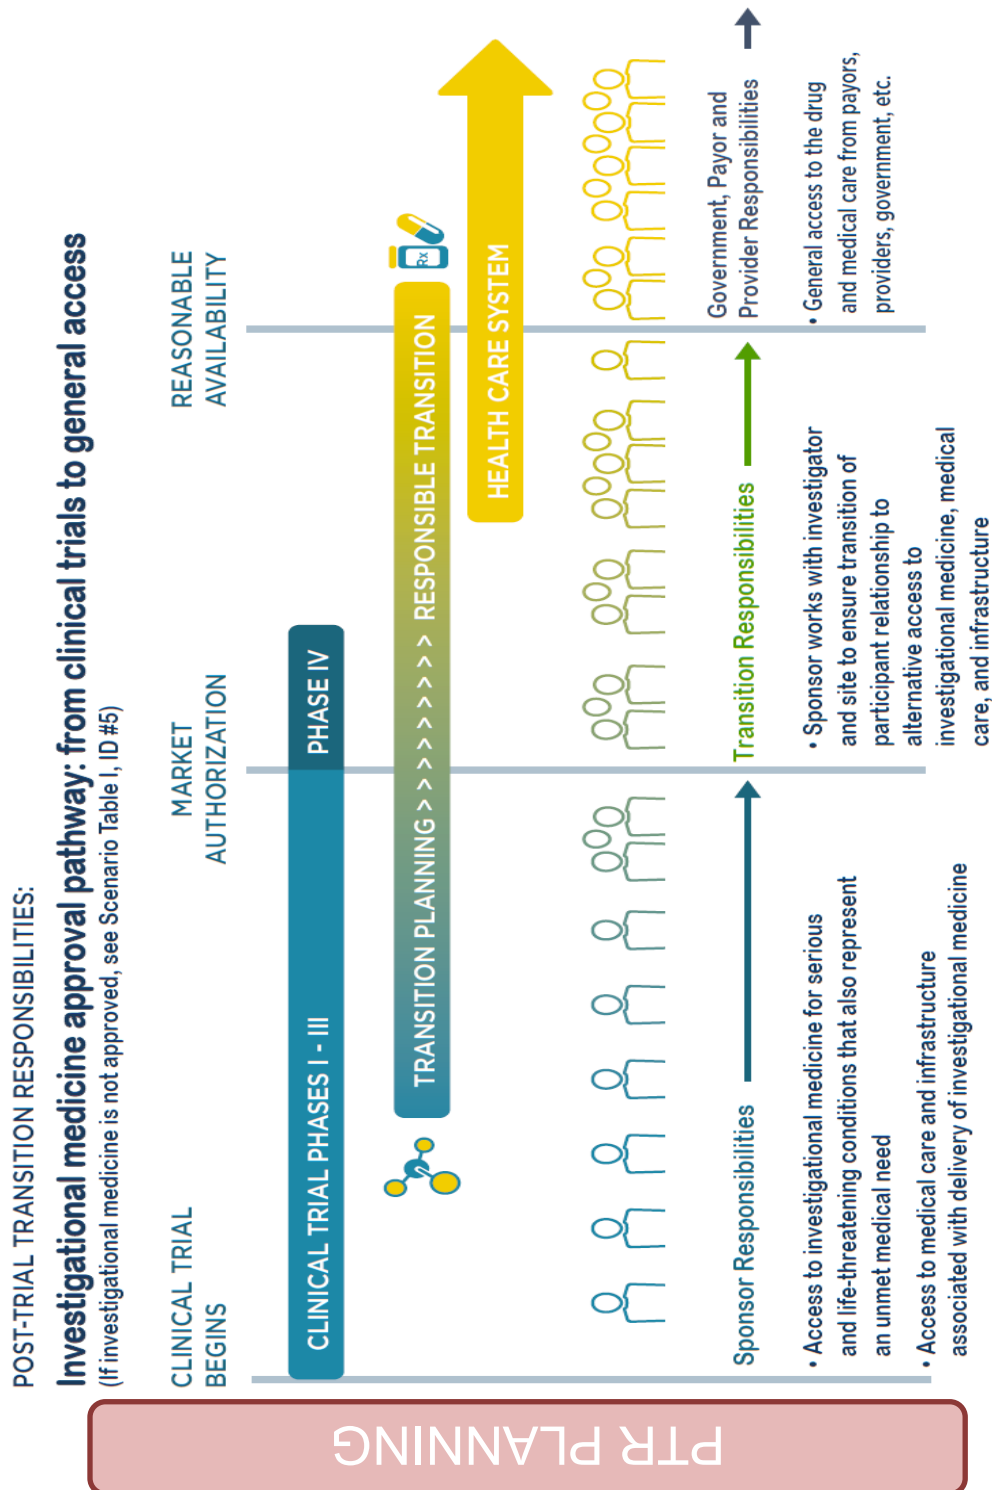 POST-TRIAL TRANSITION RESPONSIBILITIES:
Investigational medicine approval pathway: from clinical trials to general access
(If investigational medicine is not approved, see Scenario Table I, ID #5)
CLINICAL TRIAL
BEGINS
MARKET
AUTHORIZATION
REASONABLE
AVAILABILITY
CLINICAL TRIAL PHASES I - III
PHASE IV
TRANSITION PLANNING > > > > > > > > > > > RESPONSIBLE TRANSITION
Rx
HEALTH CARE SYSTEM
Sponsor Responsibilities
• Access to investigational medicine for serious
and life-threatening conditions that also represent
an unmet medical need
• Access to medical care and infrastructure
associated with delivery of investigational medicine
Transition Responsibilities
• Sponsor works with investigator
and site to ensure transition of
participant relationship to
alternative access to
investigational medicine, medical
care, and infrastructure
Government, Payor and
Provider Responsibilities
• General access to the drug
and medical care from payors,
providers, government, etc.
PTR PLANNING